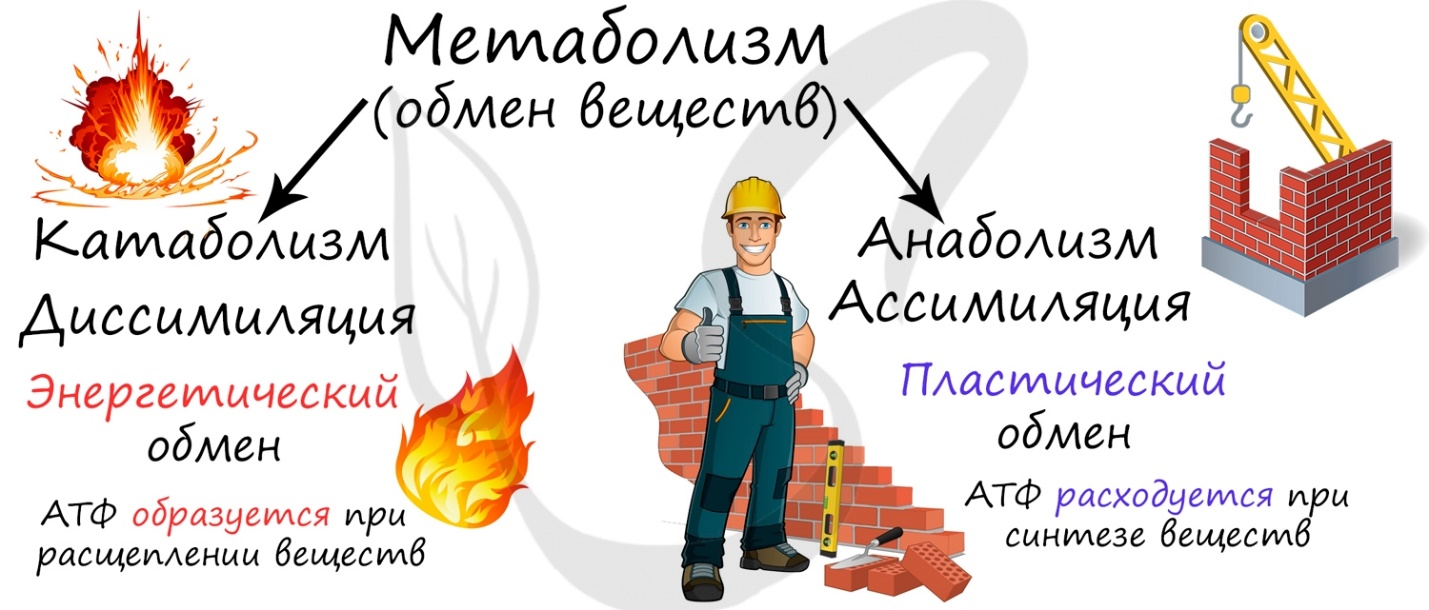 Метаболизм
(обмен веществ)
Катаболизм
Диссимиляция
Энергетический
обмен
АТФ образуется при
расщеплении веществ
Анаболизм
Ассимиляция
Пластический
обмен
АТФ расходуется при
синтезе веществ